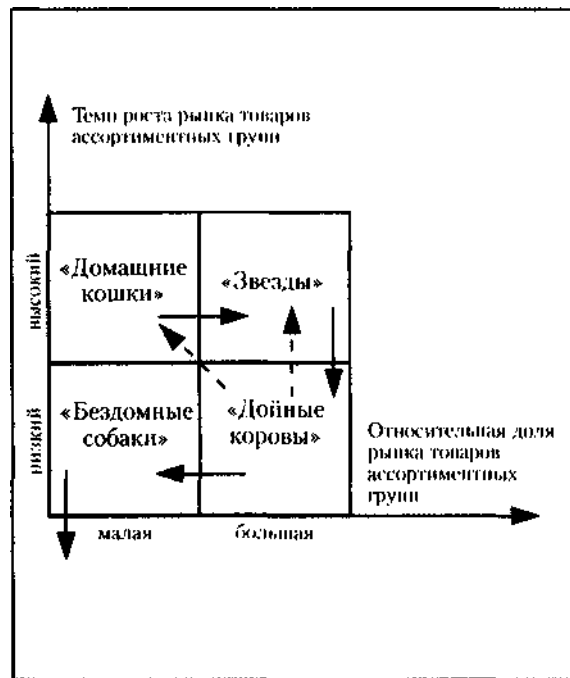 Темп роста рынка товаров
ассортиментных групп
высокий
«Домашние
кошки»
«Звезды»
низкий
«Бездомные
собаки»
«Дойные
коровы»
Относительная доля
рынка товаров
ассортиментных
групп
малая
большая